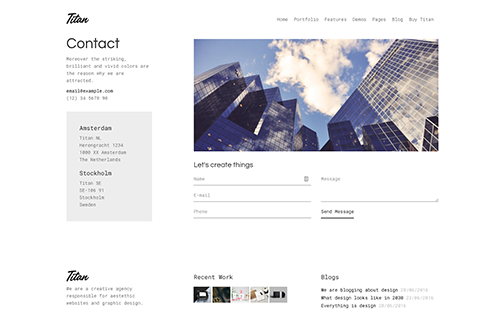 Titan
Home Portfolio Features Demos Pages Blog Buy Titan
Contact
Moreover the striking,
brilliant and vivid colors are
the reason why we are
attracted.
email@example.com
(12) 34 5678 90
Amsterdam
Titan NL
Herengracht 1234
1000 XX Amsterdam
The Netherlands
Stockholm
Titan SE
SE-106 91
Stockholm
Sweden
Let's create things
Name
Message
E-mail
Phone
Send Message
Titan
We are a creative agency
responsible for aestethic
websites and graphic design.
Recent Work
Blogs
We are blogging about design 28/06/2016
What design looks like in 2030 23/06/2016
Everything is design 20/06/2016